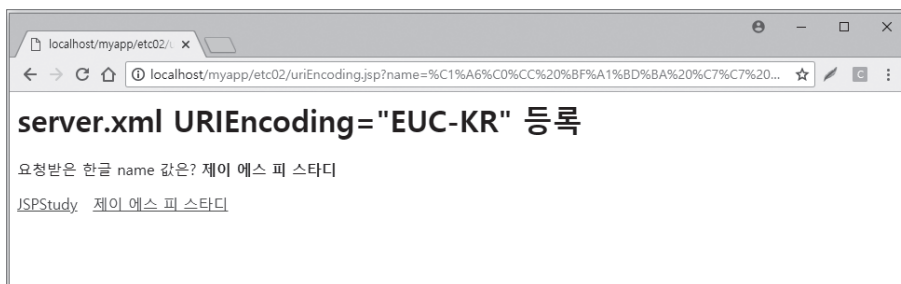 localhost/myapp/etc02/
localhost/myapp/etc02/uriEncoding.jsp?name=%C1%A6%C0%CC%20%BF%A1%BD%BA%20%C7%C7%20...
server.xml URIEncoding="EUC-KR" 등록
요청받은 한글 name 값은? 제이 에스 피 스타디
JSPStudy 제이 에스 피 스타디